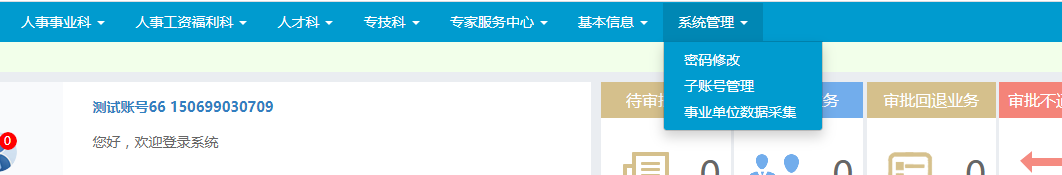 人事事业科 人事工资福利科 人才科 专技科 专家服务中心 基本信息 系统管理
密码修改
子账号管理
事业单位数据采集
测试账号66 150699030709
您好，欢迎登录系统
0
待审 务 审批回退业务 审批不
0 0 0